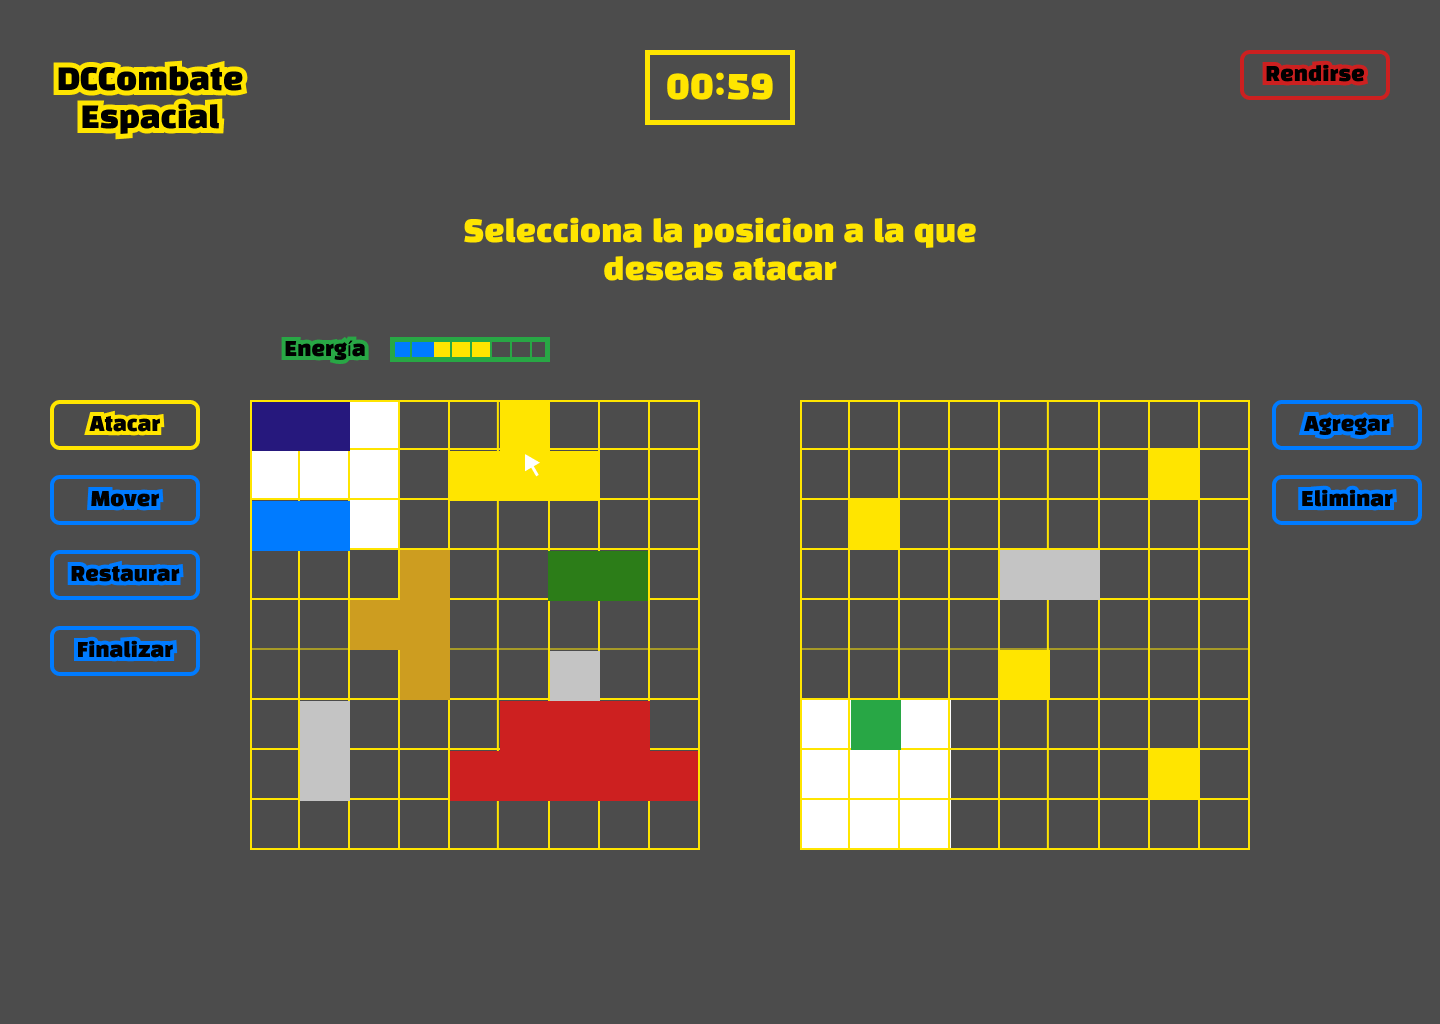 DCCombate
Espacial
00:59
Rendirse
Selecciona la posicion a la que
deseas atacar
Energía
Atacar
Mover
Restaurar
Finalizar
Agregar
Eliminar